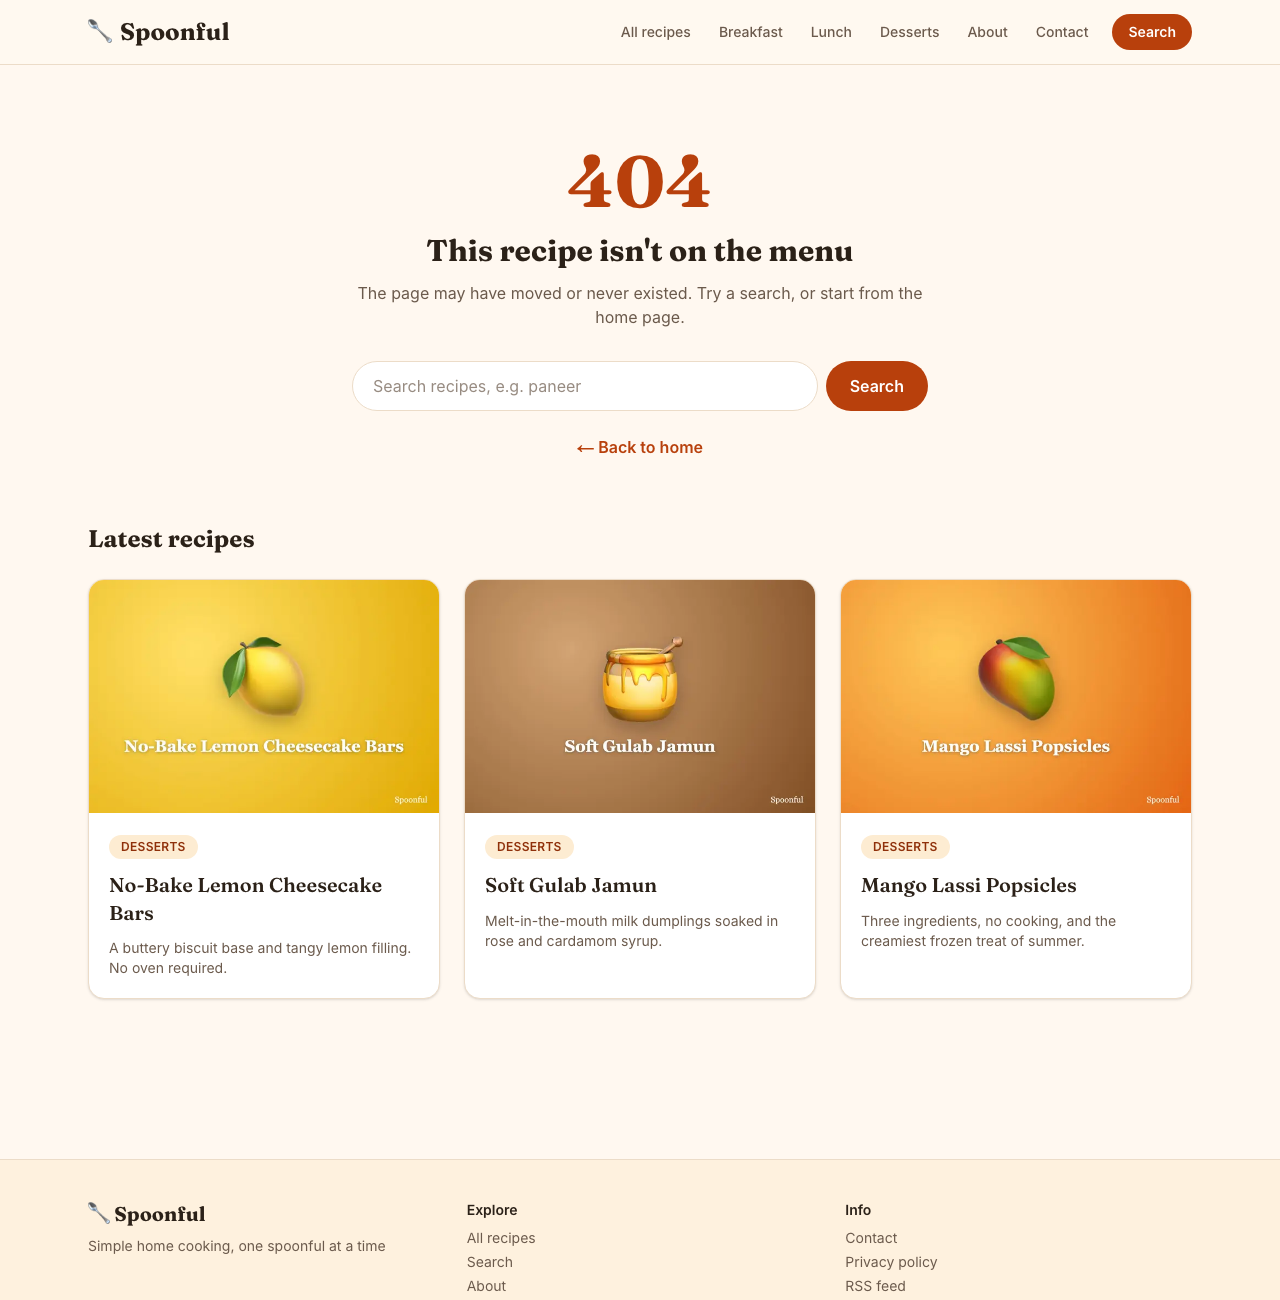 Spoonful
All recipes
Breakfast
Lunch
Desserts
About
Contact
Search
404
This recipe isn't on the menu
The page may have moved or never existed. Try a search, or start from the
home page.
Search recipes, e.g. paneer
Search
← Back to home
Latest recipes
No-Bake Lemon Cheesecake Bars
Spoonful
DESSERTS
No-Bake Lemon Cheesecake
Bars
A buttery biscuit base and tangy lemon filling.
No oven required.
Soft Gulab Jamun
Spoonful
DESSERTS
Soft Gulab Jamun
Melt-in-the-mouth milk dumplings soaked in
rose and cardamom syrup.
Mango Lassi Popsicles
Spoonful
DESSERTS
Mango Lassi Popsicles
Three ingredients, no cooking, and the
creamiest frozen treat of summer.
Spoonful
Simple home cooking, one spoonful at a time
Explore
All recipes
Search
About
Info
Contact
Privacy policy
RSS feed